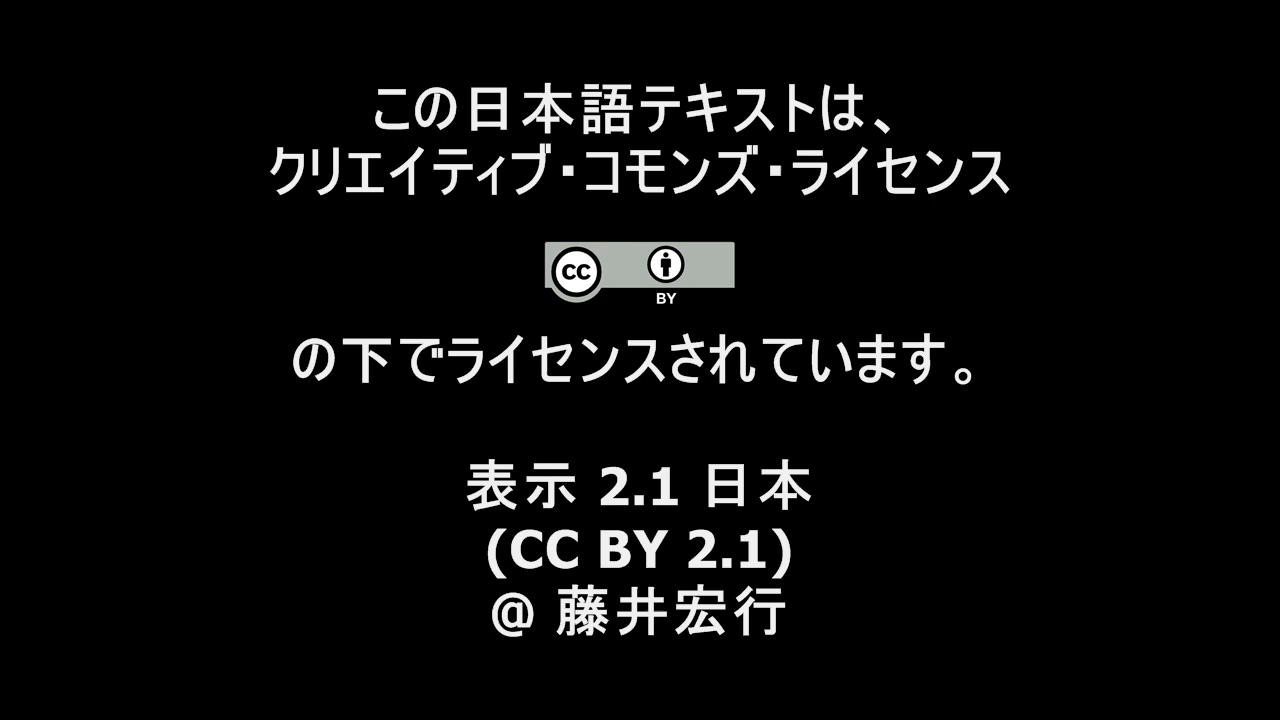 この日本語テキストは、
クリエイティブ・コモンズ・ライセンス
CC
BY
の下でライセンスされています。
表示 2.1 日本
(CC BY 2.1)
@ 藤井宏行